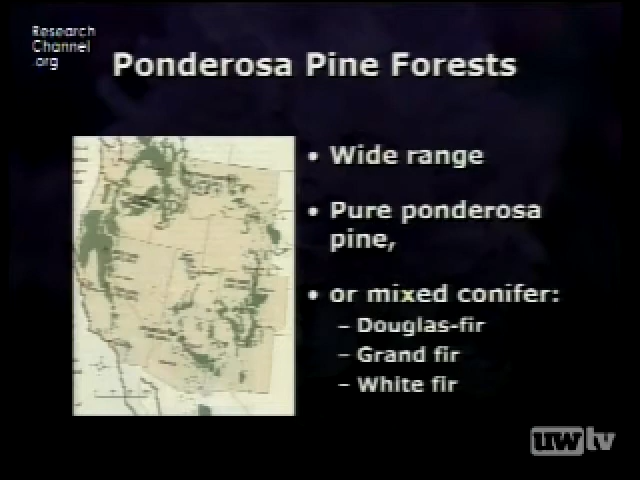 Research
Channel
.org
Ponderosa Pine Forests
• Wide range
• Pure ponderosa
pine,
• or mixed conifer:
– Douglas-fir
– Grand fir
– White fir
uwtv